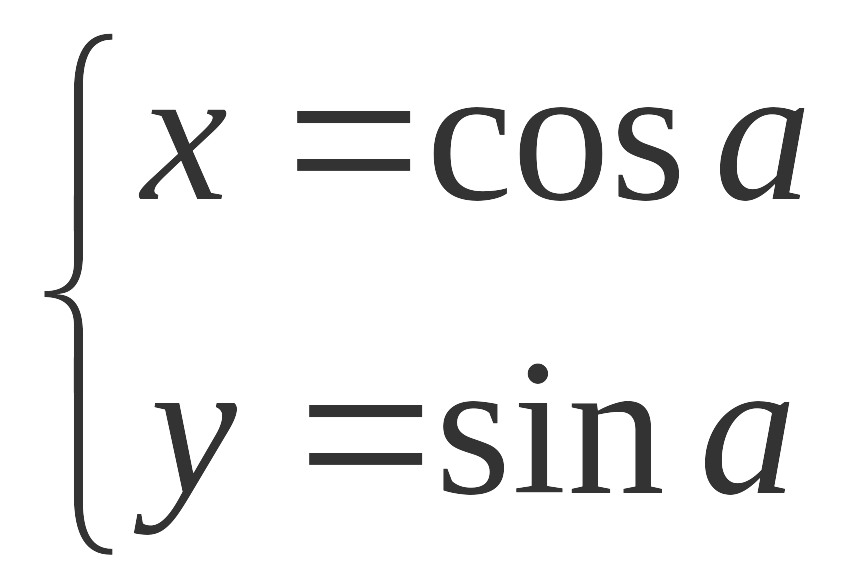 x = cos a
y = sin a